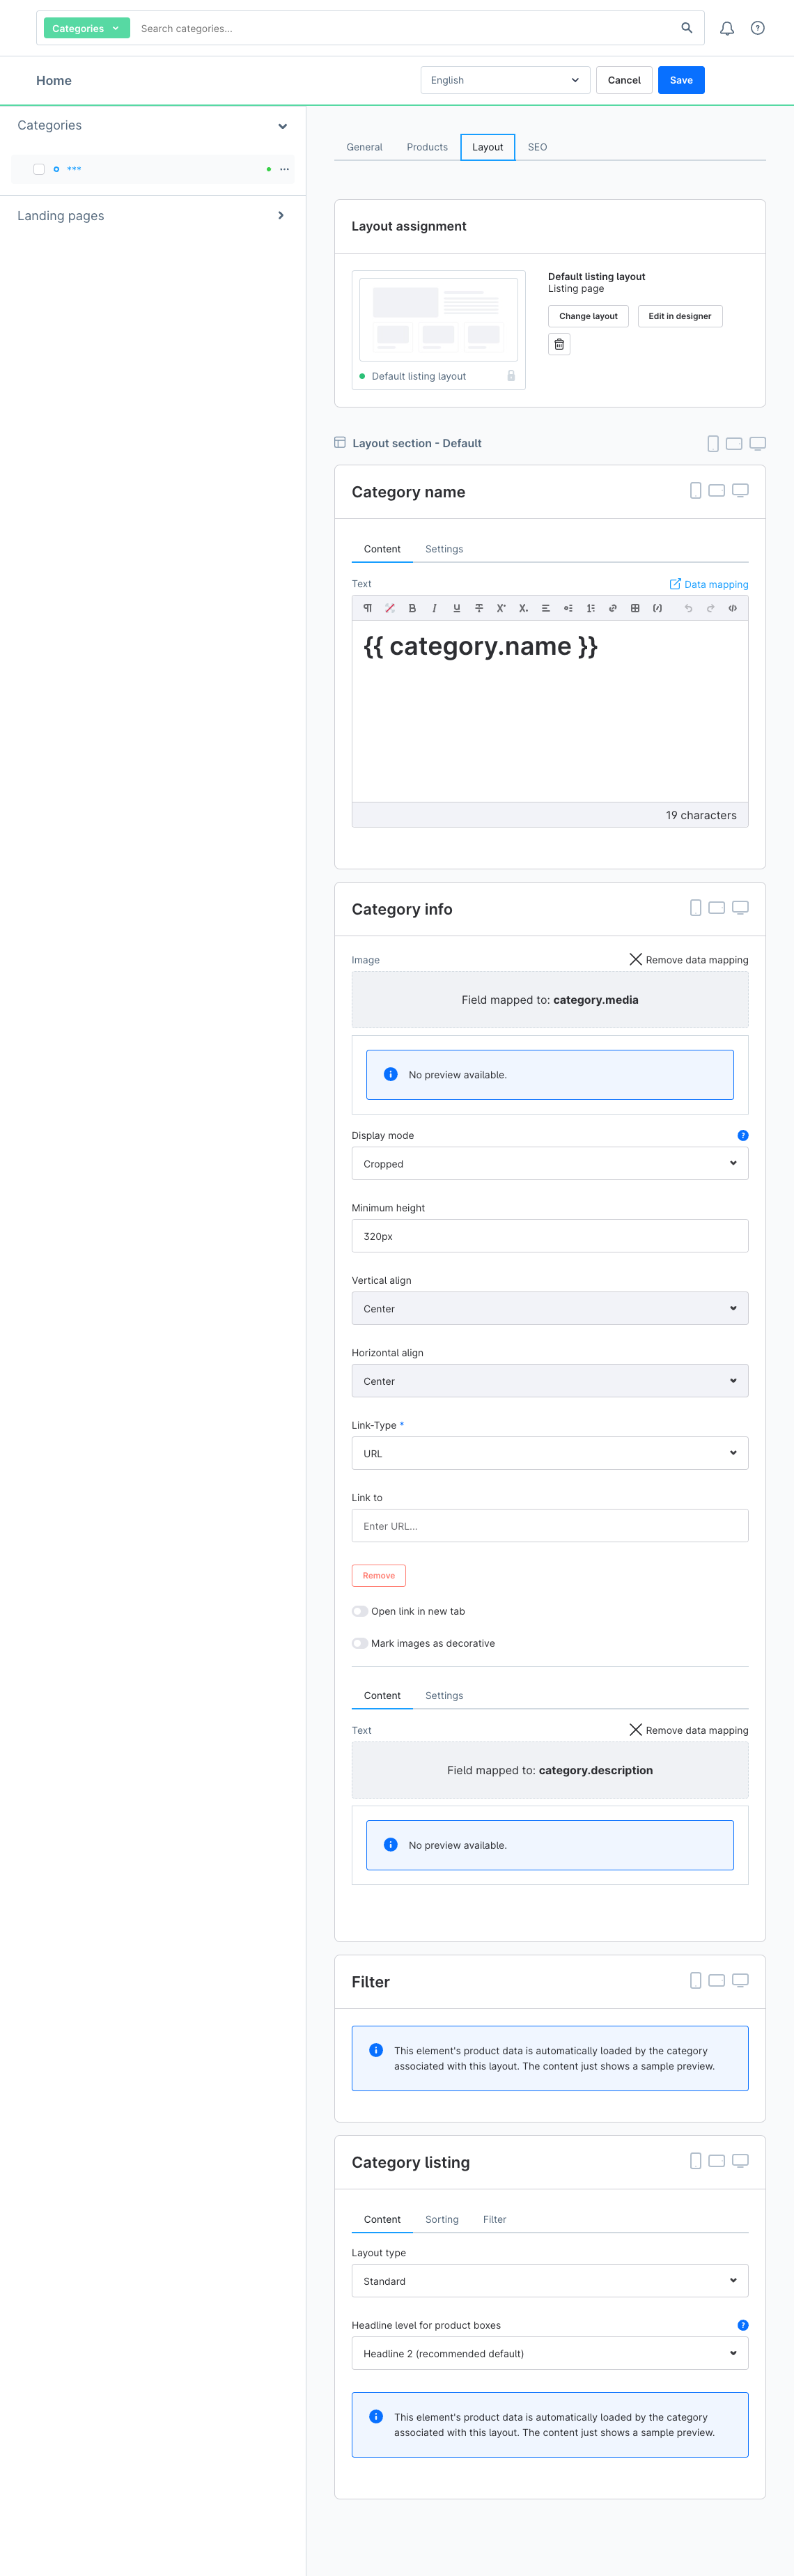 Categories
Search categories...
Home
English
Cancel
Save
Categories
***
Landing pages
General
Products
Layout
SEO
Layout assignment
Default listing layout
Default listing layout
Listing page
Change layout
Edit in designer
Layout section - Default
Category name
Content
Settings
Text
Data mapping
{{ category.name }}
19 characters
Category info
Image
Remove data mapping
Field mapped to: category.media
No preview available.
Display mode
Cropped
Minimum height
320px
Vertical align
Center
Horizontal align
Center
Link-Type *
URL
Link to
Enter URL...
Remove
Open link in new tab
Mark images as decorative
Content
Settings
Text
Remove data mapping
Field mapped to: category.description
No preview available.
Filter
This element's product data is automatically loaded by the category
associated with this layout. The content just shows a sample preview.
Category listing
Content
Sorting
Filter
Layout type
Standard
Headline level for product boxes
Headline 2 (recommended default)
This element's product data is automatically loaded by the category
associated with this layout. The content just shows a sample preview.